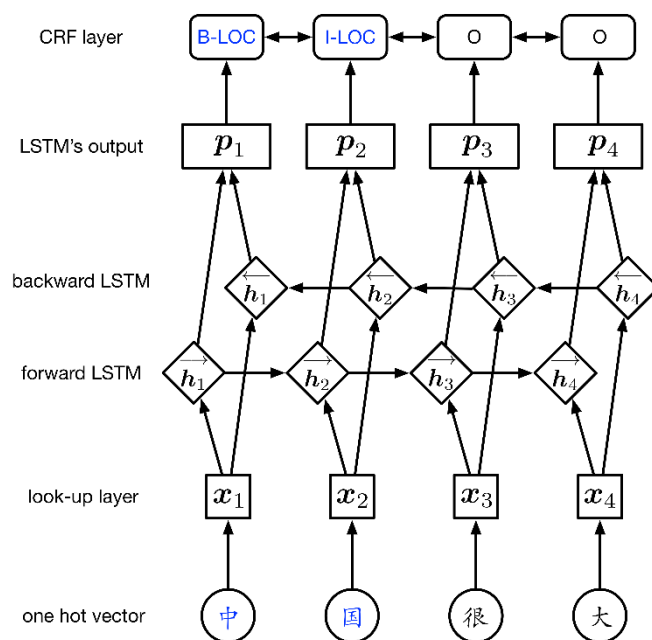 CRF layer B-LOC I-LOC O O
LSTM's output p₁ p₂ p₃ p₄
backward LSTM ←h₁ ←h₂ ←h₃ ←h₄
forward LSTM →h₁ →h₂ →h₃ →h₄
look-up layer x₁ x₂ x₃ x₄
one hot vector 中 国 很 大